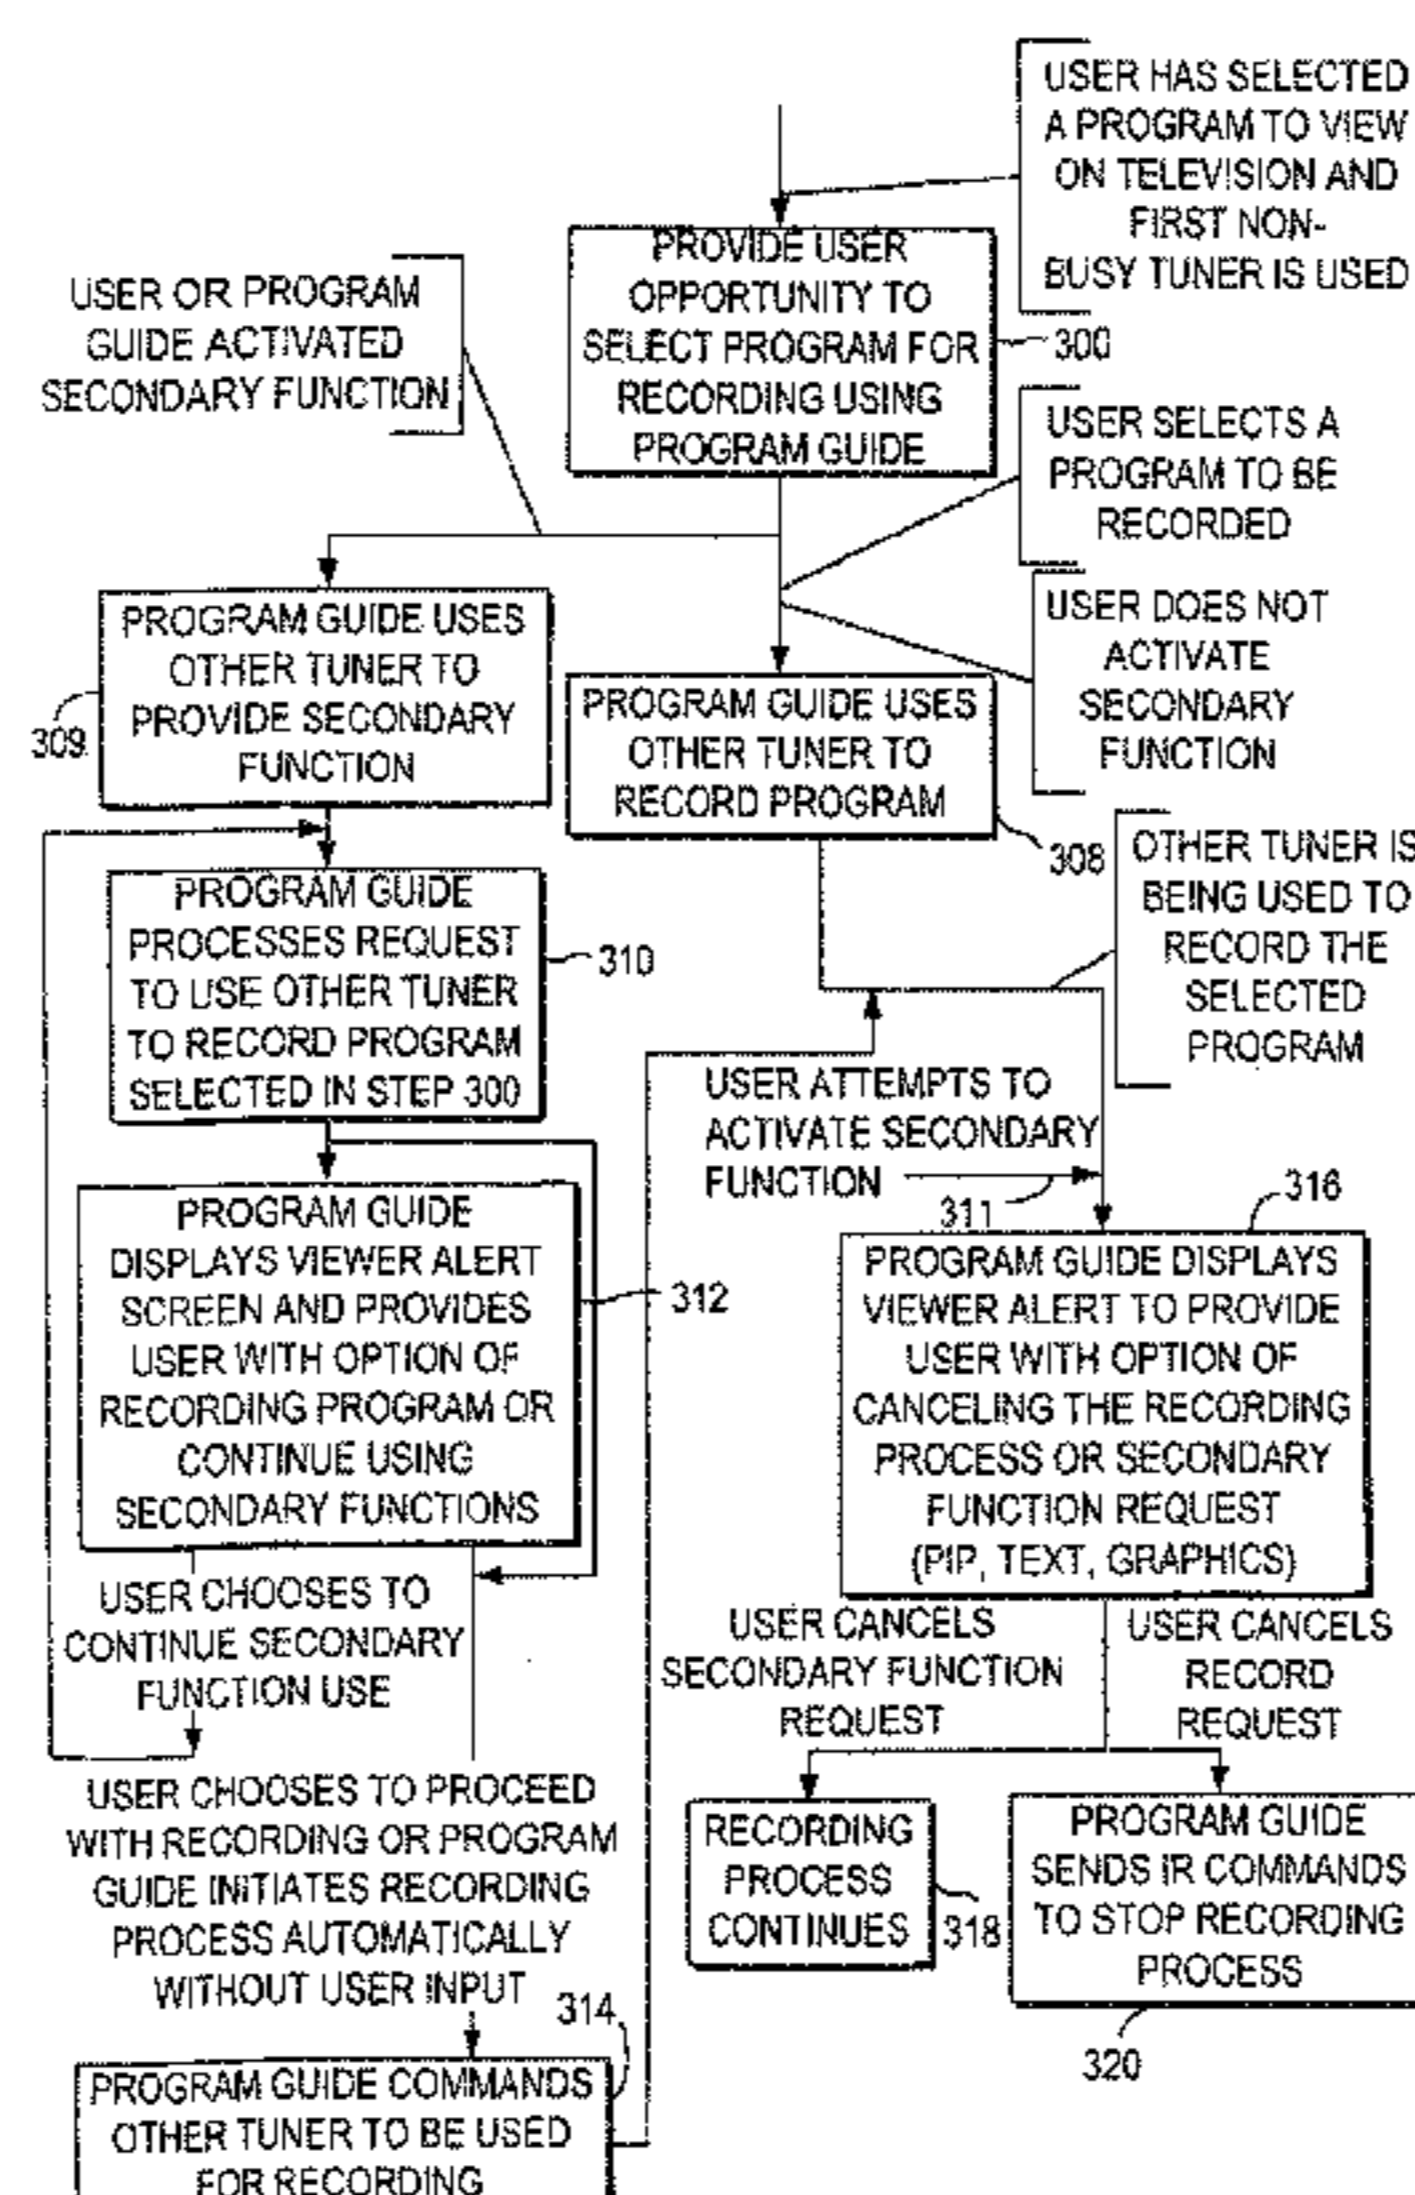 USER HAS SELECTED
A PROGRAM TO VIEW
ON TELEVISION AND
FIRST NON-
BUSY TUNER IS USED
PROVIDE USER
OPPORTUNITY TO
SELECT PROGRAM FOR
RECORDING USING
PROGRAM GUIDE
300
USER OR PROGRAM
GUIDE ACTIVATED
SECONDARY FUNCTION
USER SELECTS A
PROGRAM TO BE
RECORDED
USER DOES NOT
ACTIVATE
SECONDARY
FUNCTION
PROGRAM GUIDE USES
OTHER TUNER TO
PROVIDE SECONDARY
FUNCTION
309
PROGRAM GUIDE USES
OTHER TUNER TO
RECORD PROGRAM
308
OTHER TUNER IS
BEING USED TO
RECORD THE
SELECTED
PROGRAM
PROGRAM GUIDE
PROCESSES REQUEST
TO USE OTHER TUNER
TO RECORD PROGRAM
SELECTED IN STEP 300
310
USER ATTEMPTS TO
ACTIVATE SECONDARY
FUNCTION
311
316
PROGRAM GUIDE
DISPLAYS VIEWER ALERT
SCREEN AND PROVIDES
USER WITH OPTION OF
RECORDING PROGRAM OR
CONTINUE USING
SECONDARY FUNCTIONS
312
PROGRAM GUIDE DISPLAYS
VIEWER ALERT TO PROVIDE
USER WITH OPTION OF
CANCELING THE RECORDING
PROCESS OR SECONDARY
FUNCTION REQUEST
(PIP, TEXT, GRAPHICS)
USER CHOOSES TO
CONTINUE SECONDARY
FUNCTION USE
USER CANCELS
SECONDARY FUNCTION
REQUEST
USER CANCELS
RECORD
REQUEST
USER CHOOSES TO PROCEED
WITH RECORDING OR PROGRAM
GUIDE INITIATES RECORDING
PROCESS AUTOMATICALLY
WITHOUT USER INPUT
RECORDING
PROCESS
CONTINUES
318
PROGRAM GUIDE
SENDS IR COMMANDS
TO STOP RECORDING
PROCESS
320
314
PROGRAM GUIDE COMMANDS
OTHER TUNER TO BE USED
FOR RECORDING